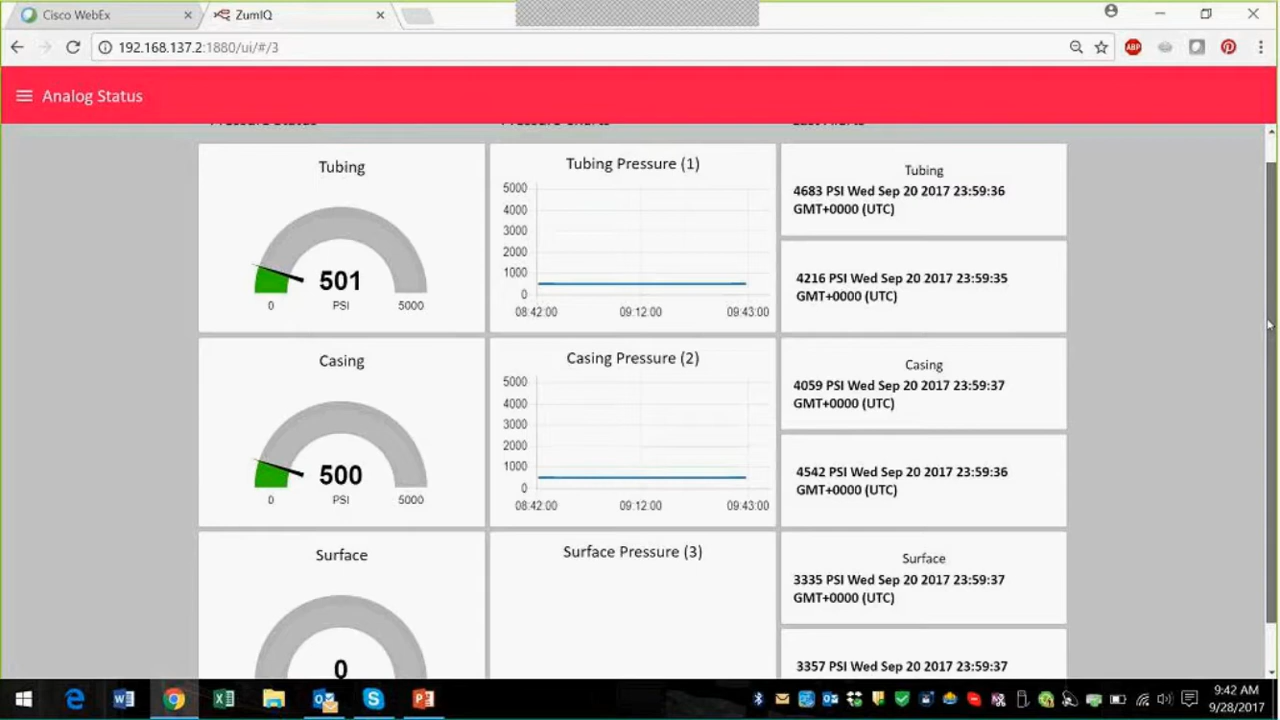 Cisco WebEx
ZumIQ
192.168.137.2:1880/ui/#/3
ABP
Analog Status
Tubing
501
0 PSI 5000
Tubing Pressure (1)
5000
4000
3000
2000
1000
0
08:42:00 09:12:00 09:43:00
Tubing
4683 PSI Wed Sep 20 2017 23:59:36
GMT+0000 (UTC)
4216 PSI Wed Sep 20 2017 23:59:35
GMT+0000 (UTC)
Casing
500
0 PSI 5000
Casing Pressure (2)
5000
4000
3000
2000
1000
0
08:42:00 09:12:00 09:43:00
Casing
4059 PSI Wed Sep 20 2017 23:59:37
GMT+0000 (UTC)
4542 PSI Wed Sep 20 2017 23:59:36
GMT+0000 (UTC)
Surface
0
Surface Pressure (3)
Surface
3335 PSI Wed Sep 20 2017 23:59:37
GMT+0000 (UTC)
3357 PSI Wed Sep 20 2017 23:59:37
9:42 AM
9/28/2017